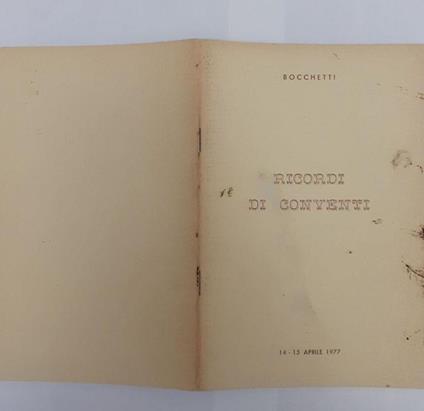 BOCCHETTI
RICORDI
DI CONVENTI
14 - 15 APRILE 1977